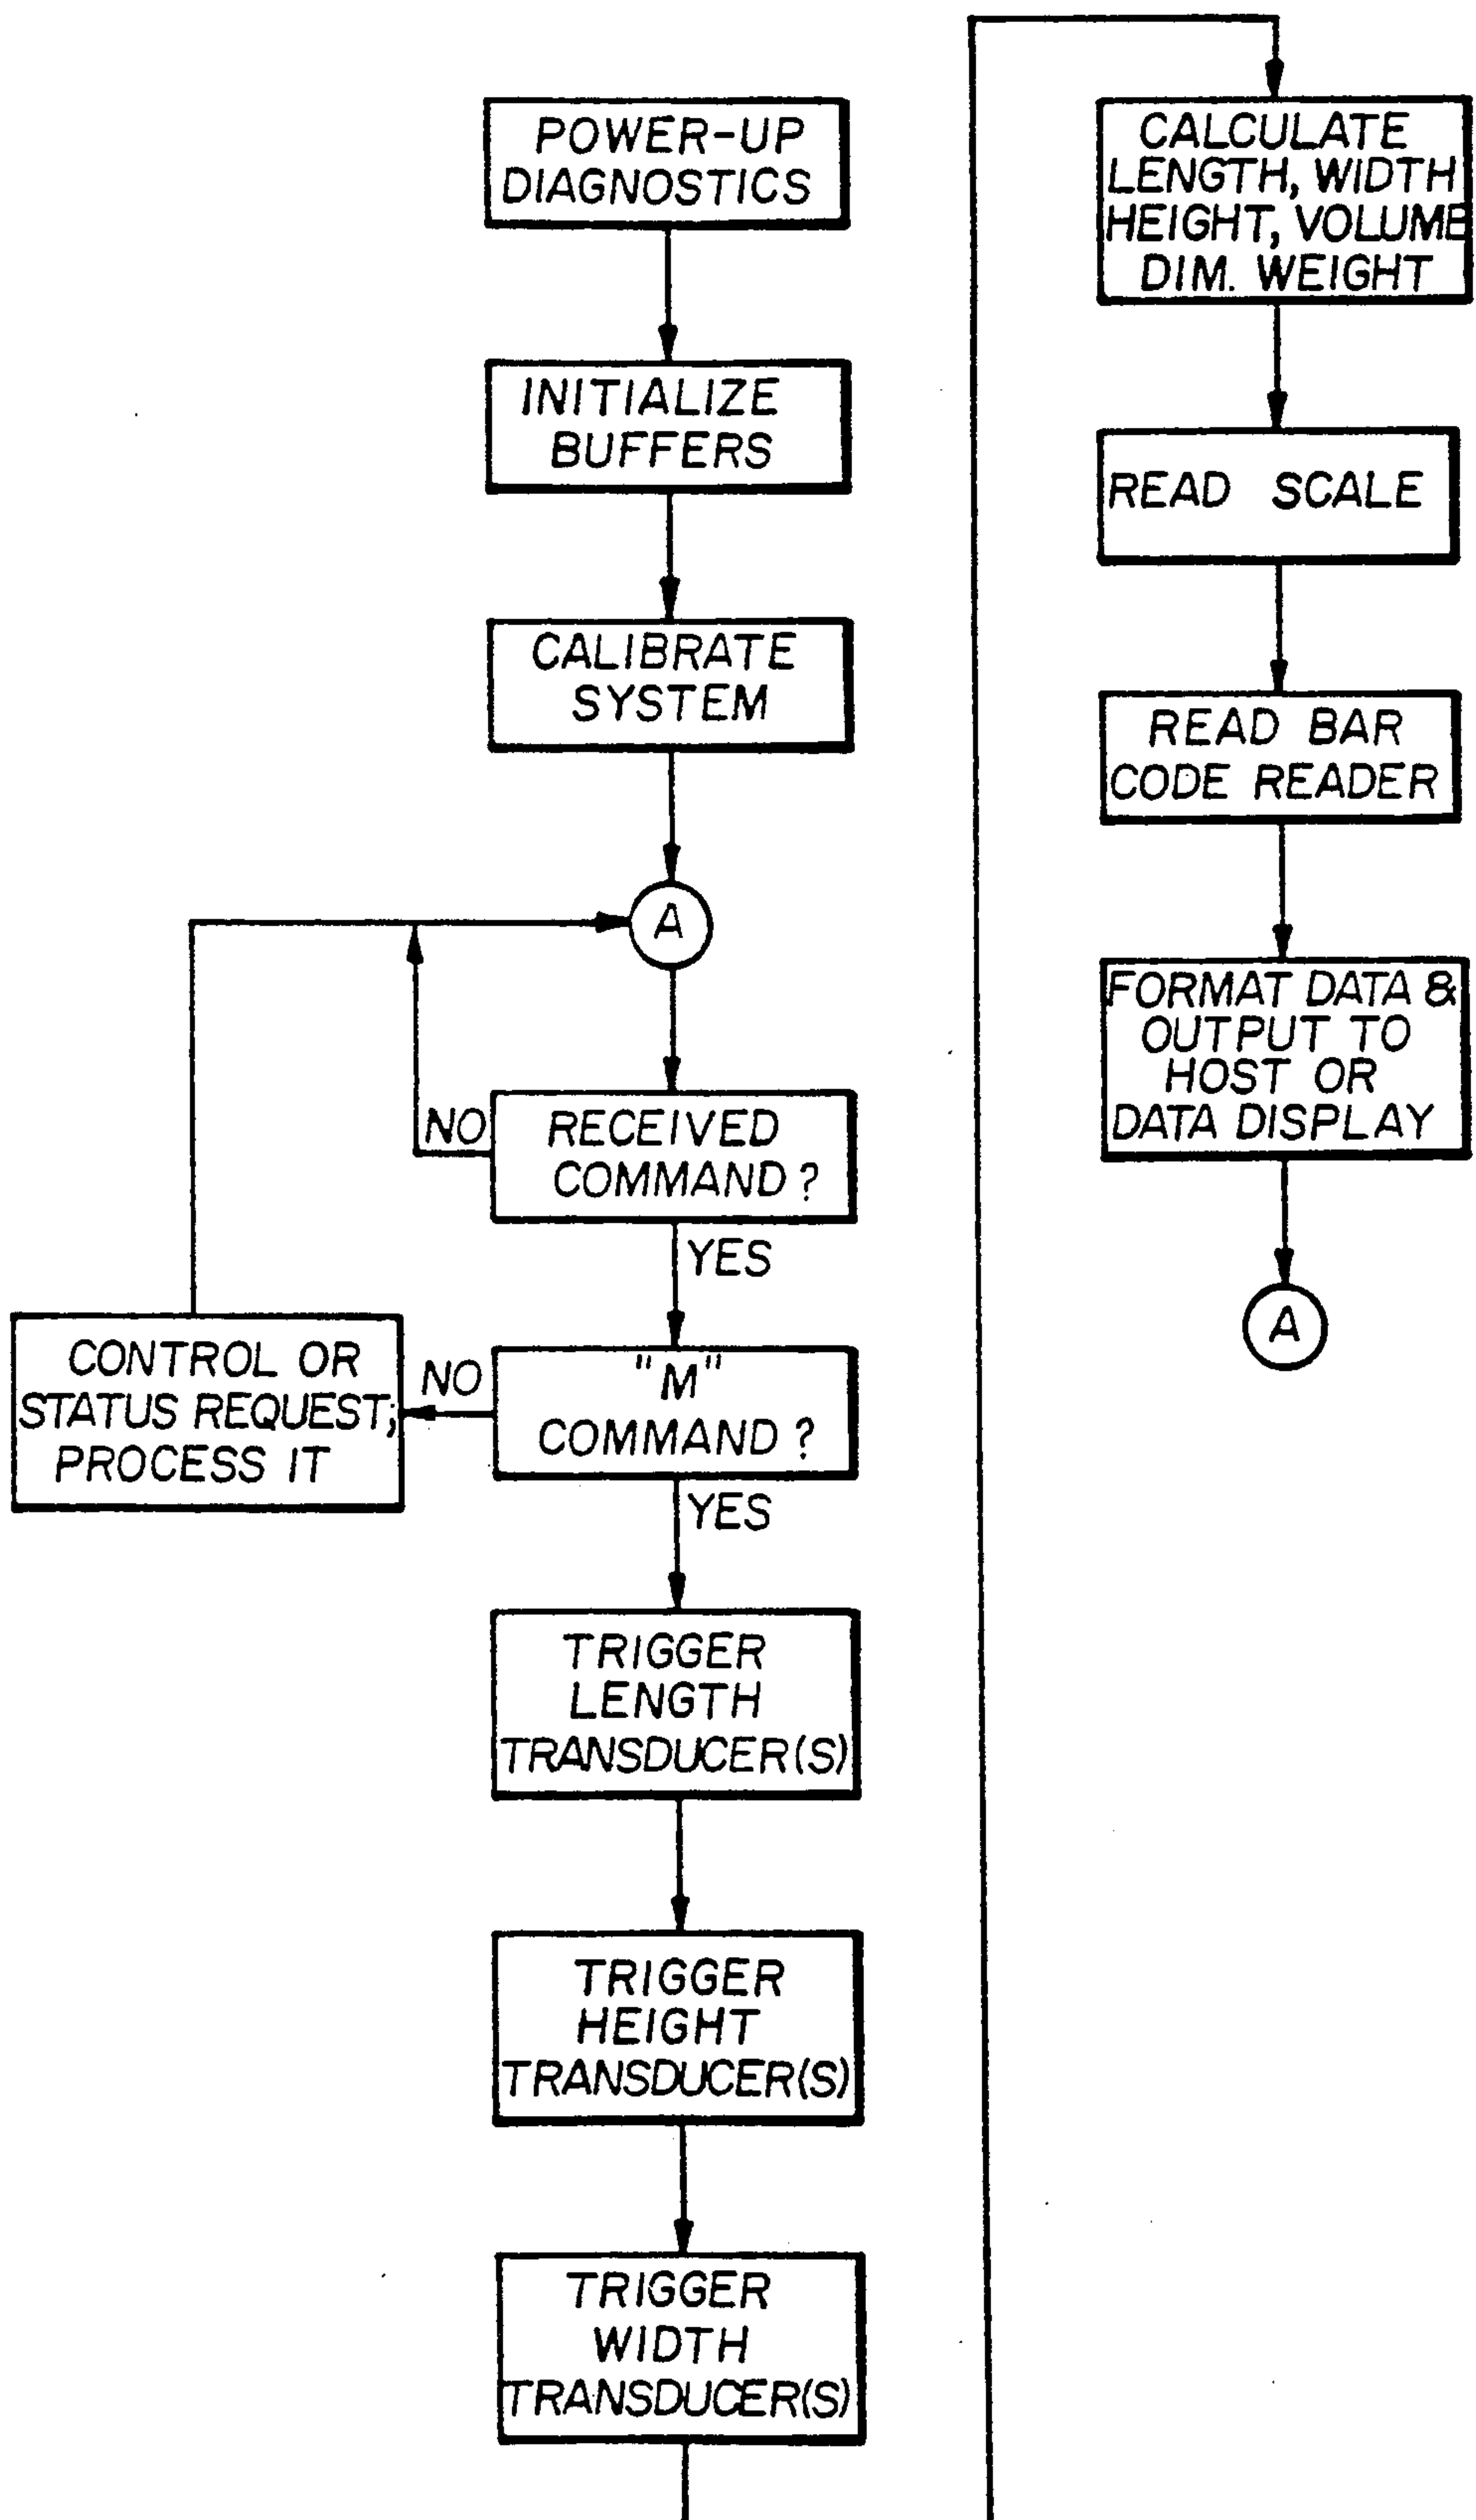 POWER-UP
DIAGNOSTICS
INITIALIZE
BUFFERS
CALIBRATE
SYSTEM
A
NO
RECEIVED
COMMAND?
YES
CONTROL OR
STATUS REQUEST;
PROCESS IT
NO
"M"
COMMAND?
YES
TRIGGER
LENGTH
TRANSDUCER(S)
TRIGGER
HEIGHT
TRANSDUCER(S)
TRIGGER
WIDTH
TRANSDUCER(S)
CALCULATE
LENGTH, WIDTH
HEIGHT, VOLUME
DIM. WEIGHT
READ SCALE
READ BAR
CODE READER
FORMAT DATA &
OUTPUT TO
HOST OR
DATA DISPLAY
A